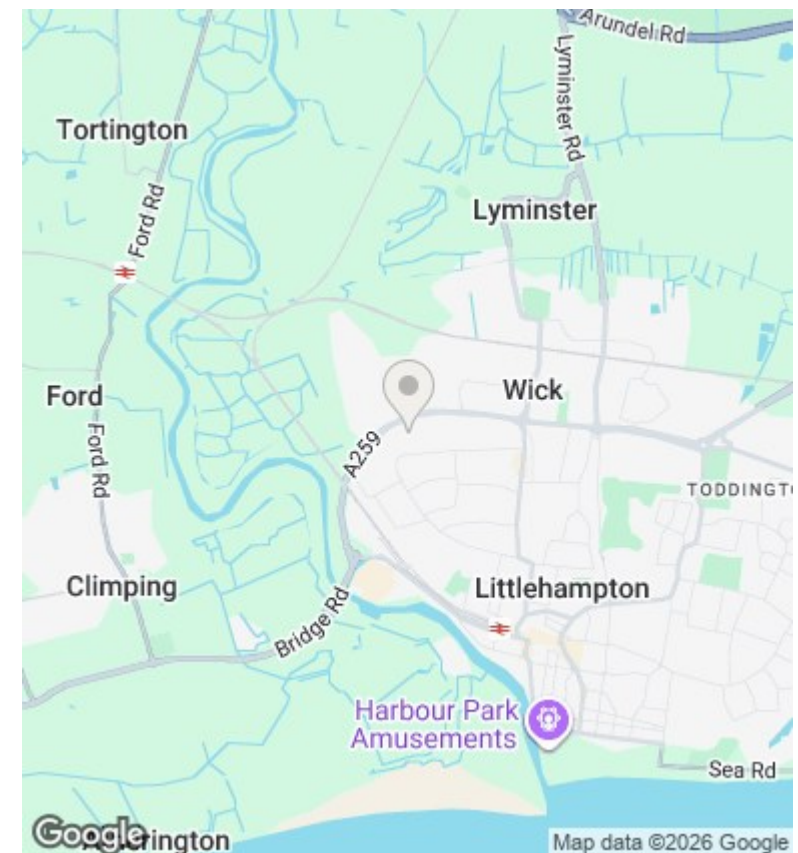 Arundel Rd
Tortington
Lyminster Rd
Ford Rd
Lyminster
Ford
Wick
Ford Rd
A259
TODDINGTO
Climping
Littlehampton
Bridge Rd
Harbour Park
Amusements
Sea Rd
Google
rington
Map data ©2026 Google